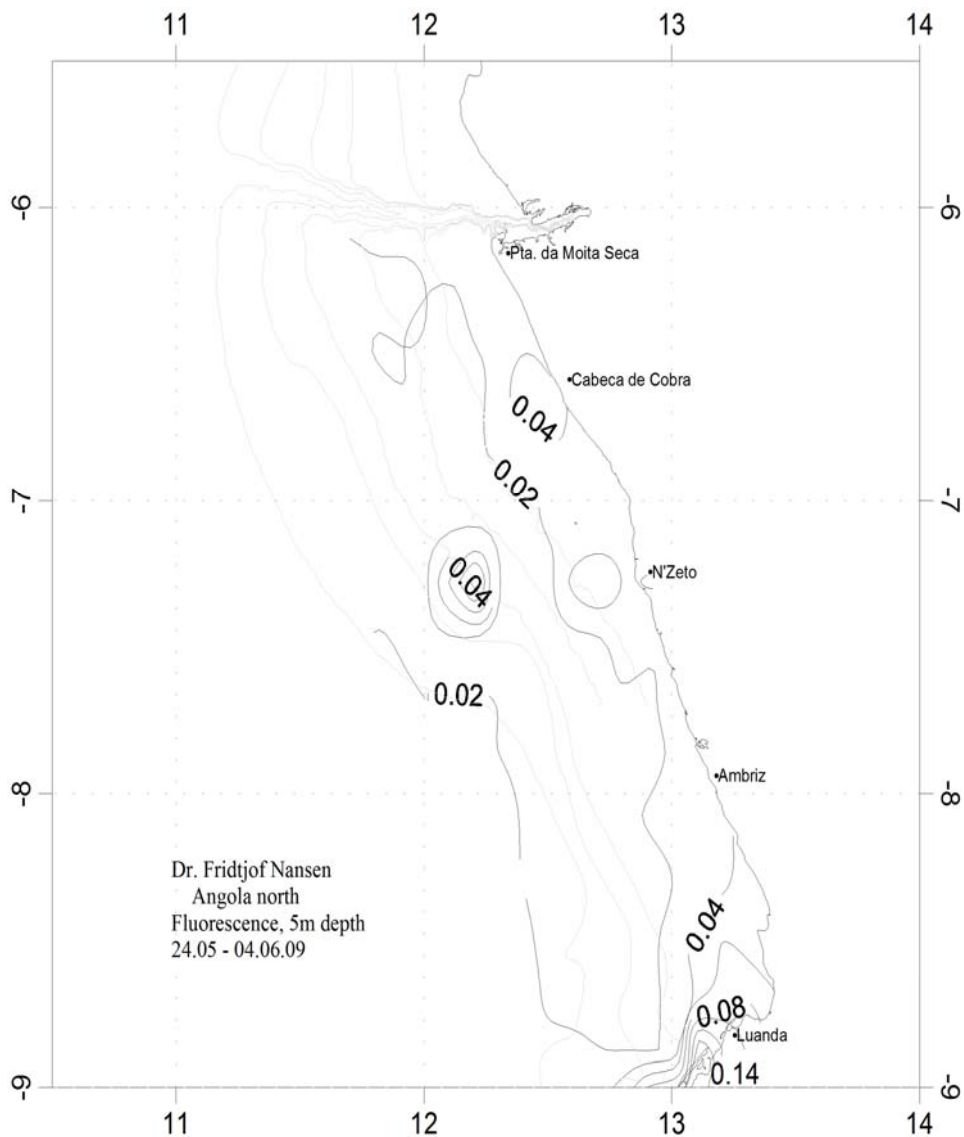 11 12 13 14
-6 -6
Pta. da Moita Seca
Cabeca de Cobra
0.04
0.02
-7 -7
0.04
N'Zeto
0.02
Ambriz
-8 -8
Dr. Fridtjof Nansen
Angola north
Fluorescence, 5m depth
24.05 - 04.06.09
0.04
0.08
Luanda
0.14
-9 -9
11 12 13 14